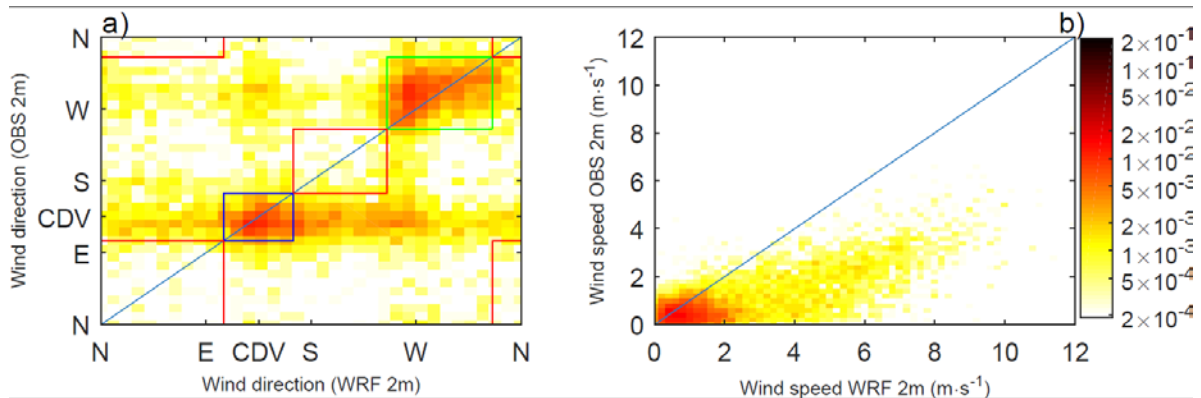 a)
N
W
S
CDV
E
N
Wind direction (OBS 2m)
N E CDV S W N
Wind direction (WRF 2m)
b)
12
10
8
6
4
2
0
Wind speed OBS 2m (m·s⁻¹)
0 2 4 6 8 10 12
Wind speed WRF 2m (m·s⁻¹)
2×10⁻¹
1×10⁻¹
5×10⁻²
2×10⁻²
1×10⁻²
5×10⁻³
2×10⁻³
1×10⁻³
5×10⁻⁴
2×10⁻⁴